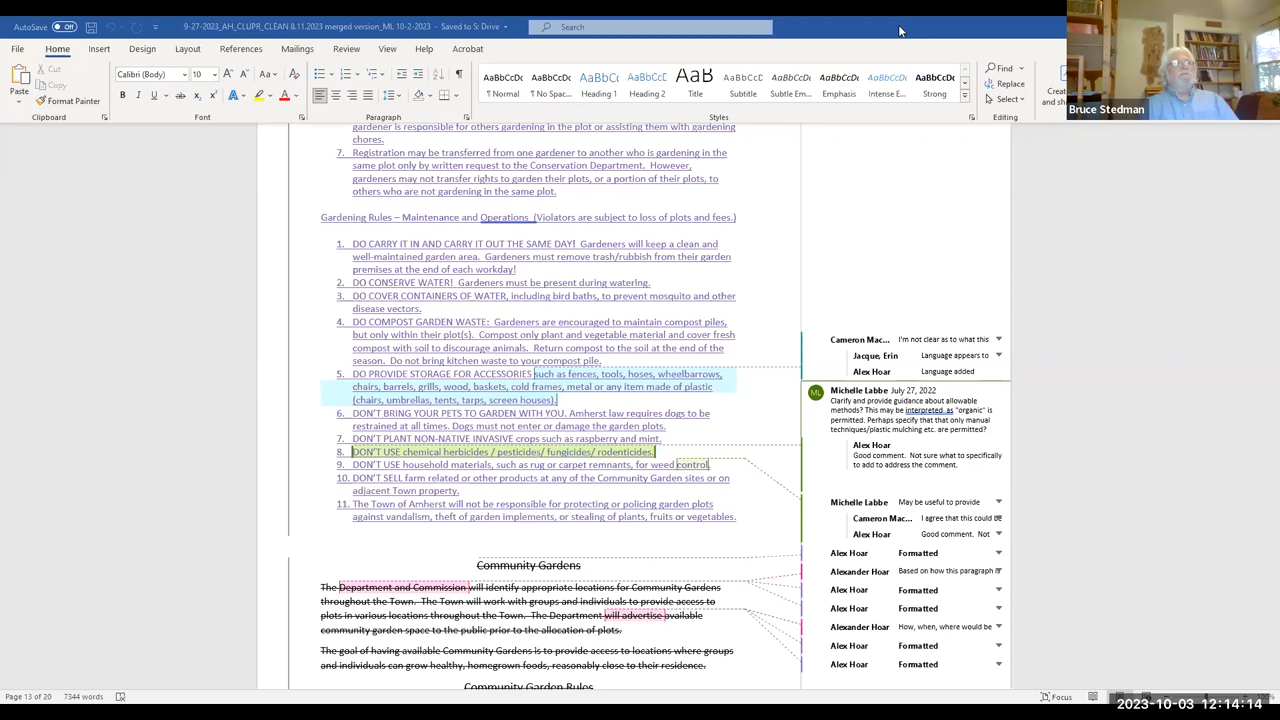 AutoSave Off 9-27-2023_AH_CLUPR_CLEAN 8.11.2023 merged version_ML 10-2-2023 - Saved to S: Drive Search
File Home Insert Design Layout References Mailings Review View Help Acrobat
Paste Cut Copy Format Painter Clipboard
Calibri (Body) 10 Font
Paragraph
AaBbCcDc AaBbCcDc AaBbCc AaBbCcD AaB AaBbCcD AaBbCcDc AaBbCcDc AaBbCcDc AaBbCcDc
¶ Normal ¶ No Spac... Heading 1 Heading 2 Title Subtitle Subtle Em... Emphasis Intense E... Strong
Styles
Find Replace Select Editing
Bruce Stedman
gardener is responsible for others gardening in the plot or assisting them with gardening
chores.
7. Registration may be transferred from one gardener to another who is gardening in the
same plot only by written request to the Conservation Department. However,
gardeners may not transfer rights to garden their plots, or a portion of their plots, to
others who are not gardening in the same plot.
Gardening Rules – Maintenance and Operations (Violators are subject to loss of plots and fees.)
1. DO CARRY IT IN AND CARRY IT OUT THE SAME DAY! Gardeners will keep a clean and
well-maintained garden area. Gardeners must remove trash/rubbish from their garden
premises at the end of each workday!
2. DO CONSERVE WATER! Gardeners must be present during watering.
3. DO COVER CONTAINERS OF WATER, including bird baths, to prevent mosquito and other
disease vectors.
4. DO COMPOST GARDEN WASTE: Gardeners are encouraged to maintain compost piles,
but only within their plot(s). Compost only plant and vegetable material and cover fresh
compost with soil to discourage animals. Return compost to the soil at the end of the
season. Do not bring kitchen waste to your compost pile.
5. DO PROVIDE STORAGE FOR ACCESSORIES such as fences, tools, hoses, wheelbarrows,
chairs, barrels, grills, wood, baskets, cold frames, metal or any item made of plastic
(chairs, umbrellas, tents, tarps, screen houses).
6. DON'T BRING YOUR PETS TO GARDEN WITH YOU. Amherst law requires dogs to be
restrained at all times. Dogs must not enter or damage the garden plots.
7. DON'T PLANT NON-NATIVE INVASIVE crops such as raspberry and mint.
8. DON'T USE chemical herbicides / pesticides/ fungicides/ rodenticides.
9. DON'T USE household materials, such as rug or carpet remnants, for weed control.
10. DON'T SELL farm related or other products at any of the Community Garden sites or on
adjacent Town property.
11. The Town of Amherst will not be responsible for protecting or policing garden plots
against vandalism, theft of garden implements, or stealing of plants, fruits or vegetables.
Community Gardens
The Department and Commission will identify appropriate locations for Community Gardens
throughout the Town. The Town will work with groups and individuals to provide access to
plots in various locations throughout the Town. The Department will advertise available
community garden space to the public prior to the allocation of plots.
The goal of having available Community Gardens is to provide access to locations where groups
and individuals can grow healthy, homegrown foods, reasonably close to their residence.
Community Garden Rules
Cameron Mac... I'm not clear as to what this
Jacque, Erin Language appears to
Alex Hoar Language added
Michelle Labbe July 27, 2022
Clarify and provide guidance about allowable
methods? This may be interpreted as "organic" is
permitted. Perhaps specify that that only manual
techniques/plastic mulching etc. are permitted?
Alex Hoar
Good comment. Not sure what to specifically
to add to address the comment.
Michelle Labbe May be useful to provide
Cameron Mac... I agree that this could be
Alex Hoar Good comment. Not
Alex Hoar Formatted
Alexander Hoar Based on how this paragraph
Alex Hoar Formatted
Alex Hoar Formatted
Alexander Hoar How, when, where would be
Alex Hoar Formatted
Alex Hoar Formatted
Page 13 of 20 7344 words Focus
2023-10-03 12:14:14